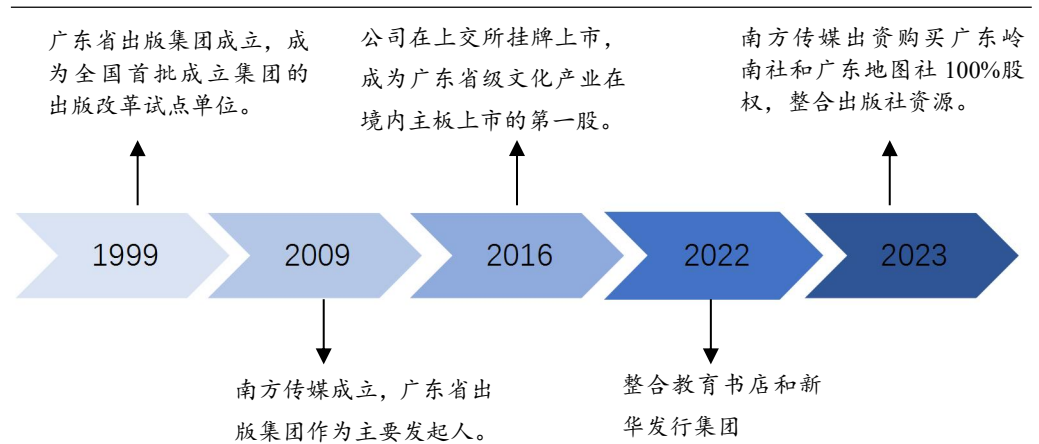 广东省出版集团成立，成
为全国首批成立集团的
出版改革试点单位。
公司在上交所挂牌上市，
成为广东省级文化产业在
境内主板上市的第一股。
南方传媒出资购买广东岭
南社和广东地图社 100%股
权，整合出版社资源。
1999
2009
2016
2022
2023
南方传媒成立，广东省出
版集团作为主要发起人。
整合教育书店和新
华发行集团